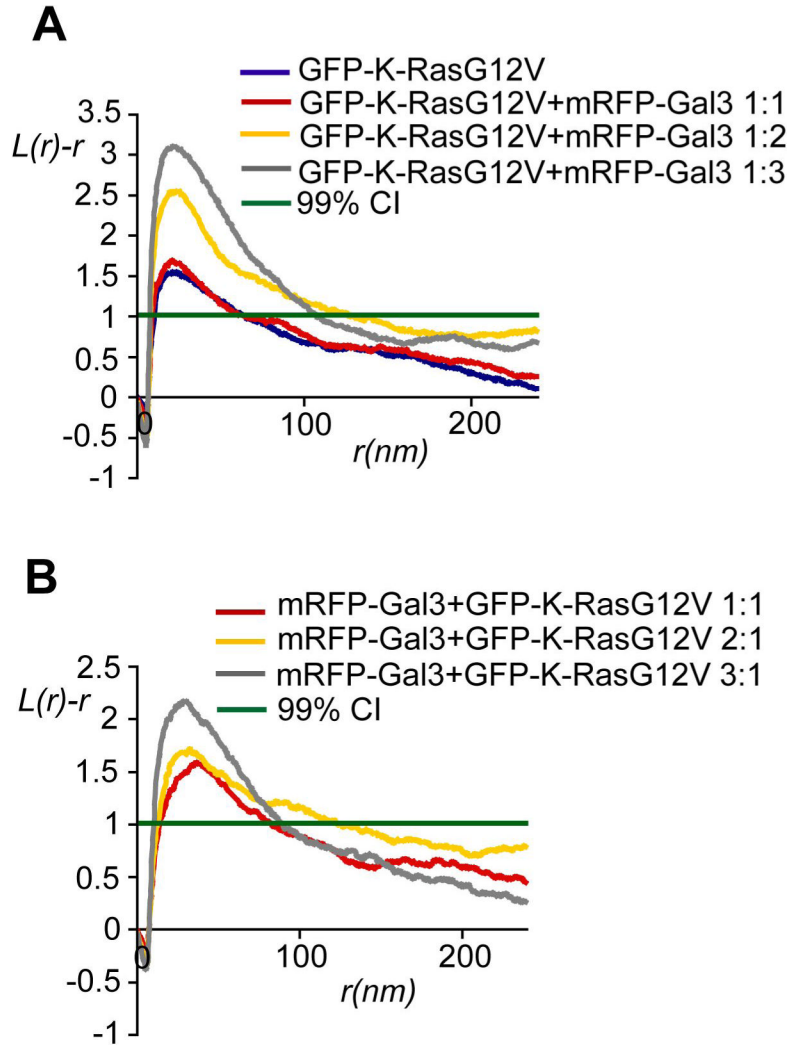 A
GFP-K-RasG12V
GFP-K-RasG12V+mRFP-Gal3 1:1
GFP-K-RasG12V+mRFP-Gal3 1:2
GFP-K-RasG12V+mRFP-Gal3 1:3
99% CI
L(r)-r
3.5
3
2.5
2
1.5
1
0.5
0
-0.5
-1
0
100
200
r(nm)
B
mRFP-Gal3+GFP-K-RasG12V 1:1
mRFP-Gal3+GFP-K-RasG12V 2:1
mRFP-Gal3+GFP-K-RasG12V 3:1
99% CI
L(r)-r
2.5
2
1.5
1
0.5
0
-0.5
-1
0
100
200
r(nm)